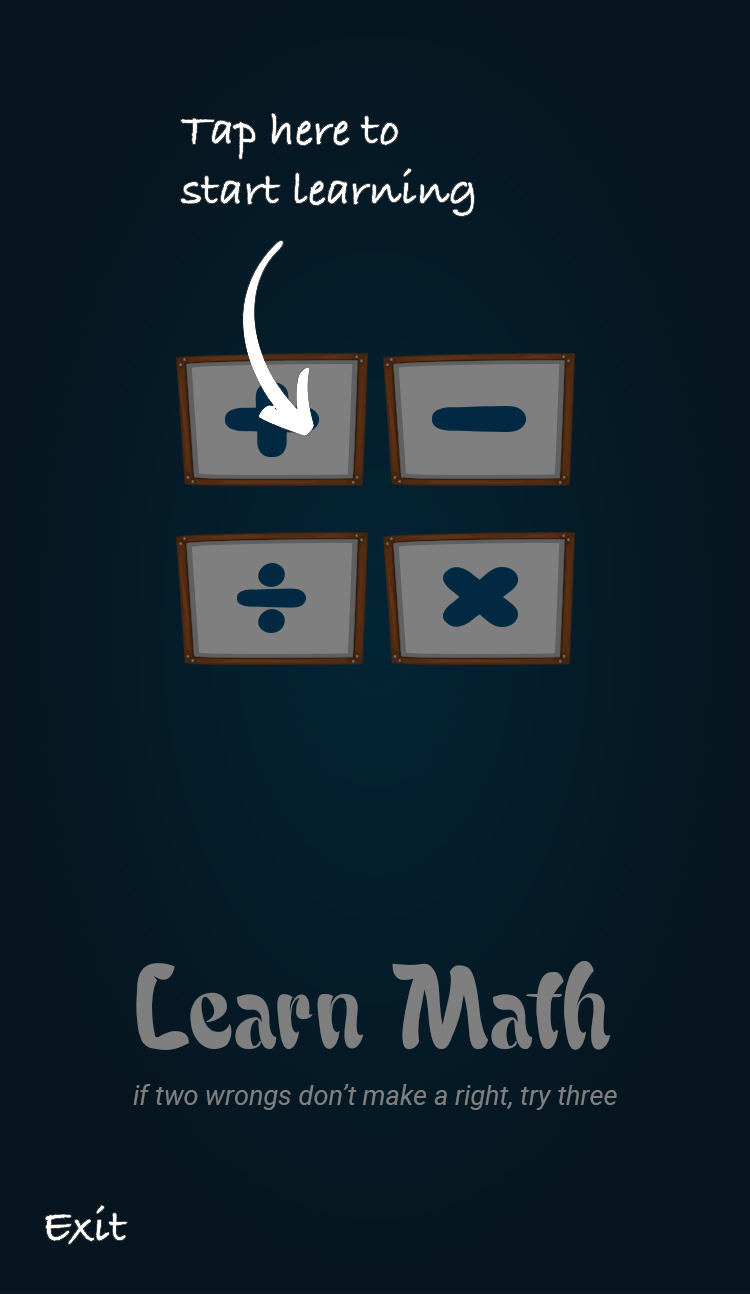 Tap here to
start learning
+
−
÷
×
Learn Math
if two wrongs don't make a right, try three
Exit